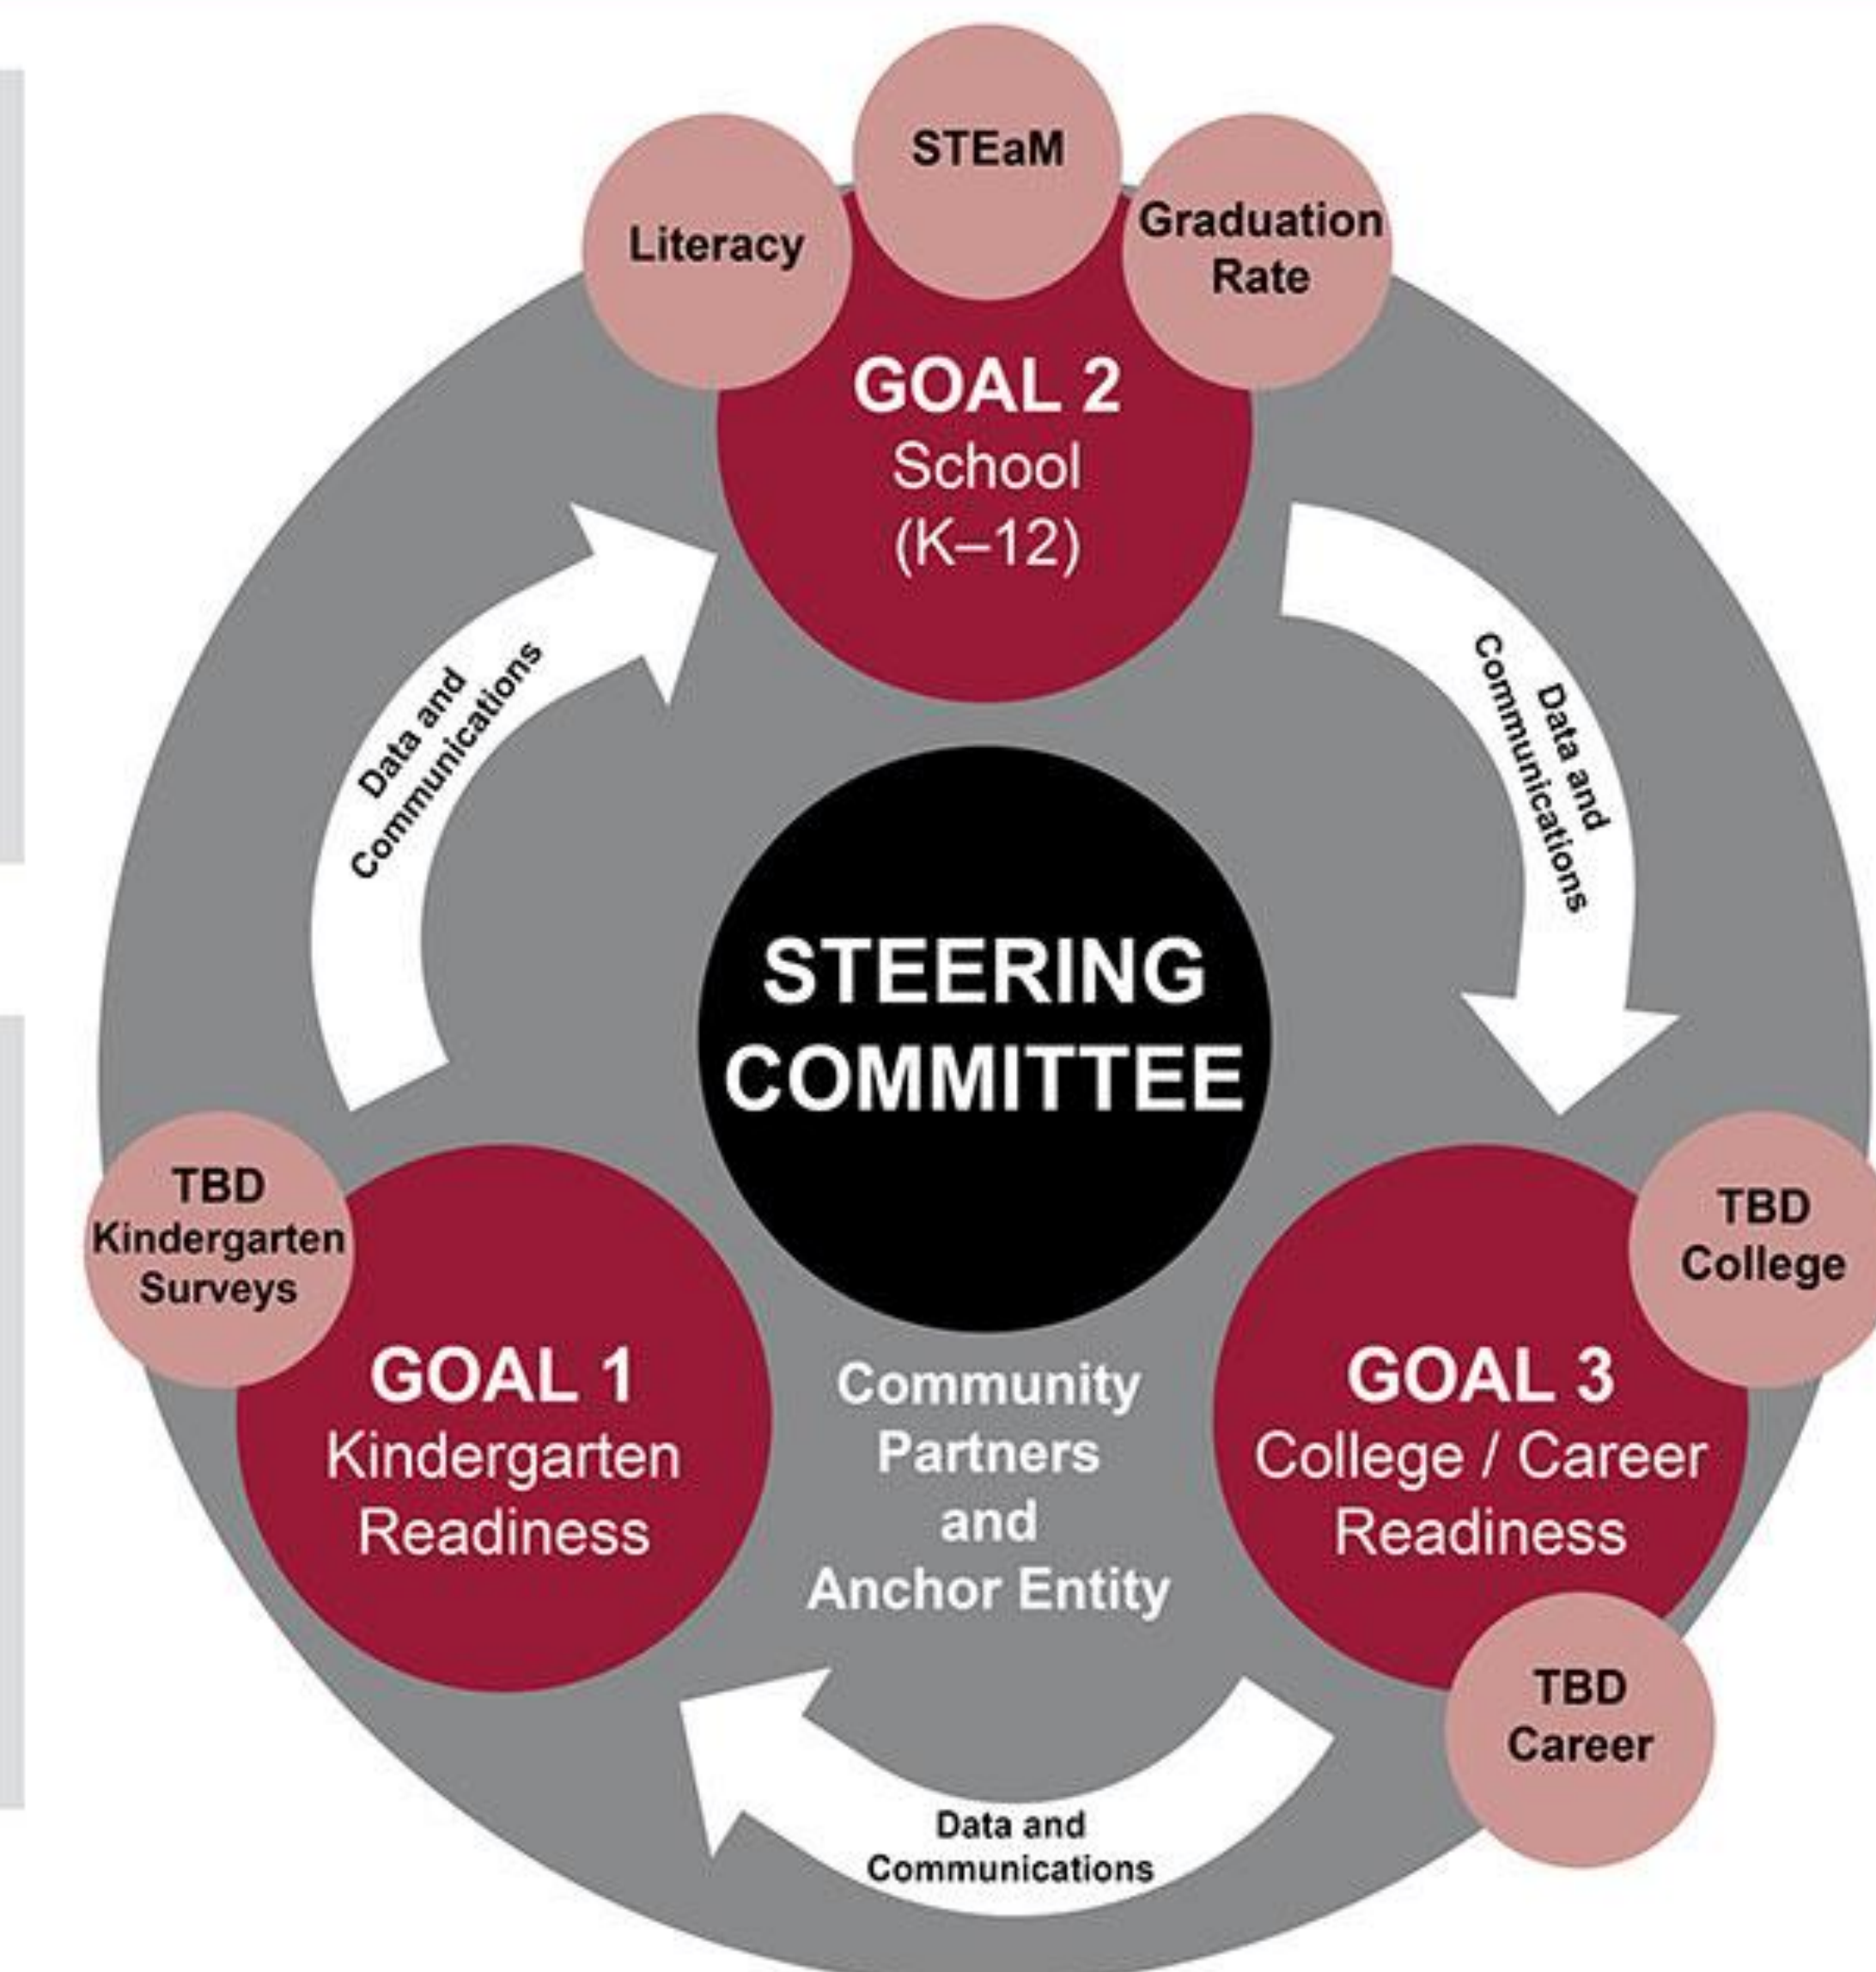 STEaM
Literacy
Graduation
Rate
GOAL 2
School
(K–12)
Data and
Communications
Data and
Communications
STEERING
COMMITTEE
TBD
Kindergarten
Surveys
TBD
College
GOAL 1
Kindergarten
Readiness
Community
Partners
and
Anchor Entity
GOAL 3
College / Career
Readiness
TBD
Career
Data and
Communications